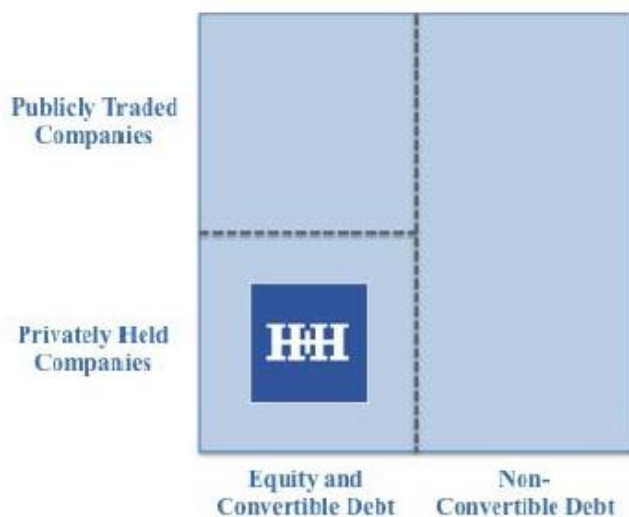 Publicly Traded
Companies
H+H
Privately Held
Companies
Equity and
Convertible Debt
Non-
Convertible Debt